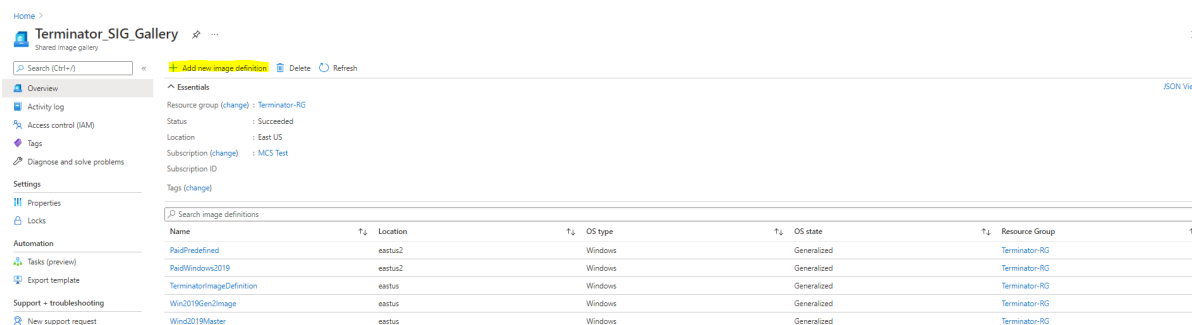 Home >
Terminator_SIG_Gallery ...
Shared image gallery
Search (Ctrl+/) «
Overview
Activity log
Access control (IAM)
Tags
Diagnose and solve problems
Settings
Properties
Locks
Automation
Tasks (preview)
Export template
Support + troubleshooting
New support request
+ Add new image definition Delete Refresh
Essentials
JSON Vie
Resource group (change) : Terminator-RG
Status : Succeeded
Location : East US
Subscription (change) : MCS Test
Subscription ID
Tags (change)
Search image definitions
Name ↑↓ Location ↑↓ OS type ↑↓ OS state ↑↓ Resource Group
PaidPredefined eastus2 Windows Generalized Terminator-RG
PaidWindows2019 eastus2 Windows Generalized Terminator-RG
TerminatorImageDefinition eastus Windows Generalized Terminator-RG
Win2019Gen2Image eastus Windows Generalized Terminator-RG
Wind2019Master eastus Windows Generalized Terminator-RG